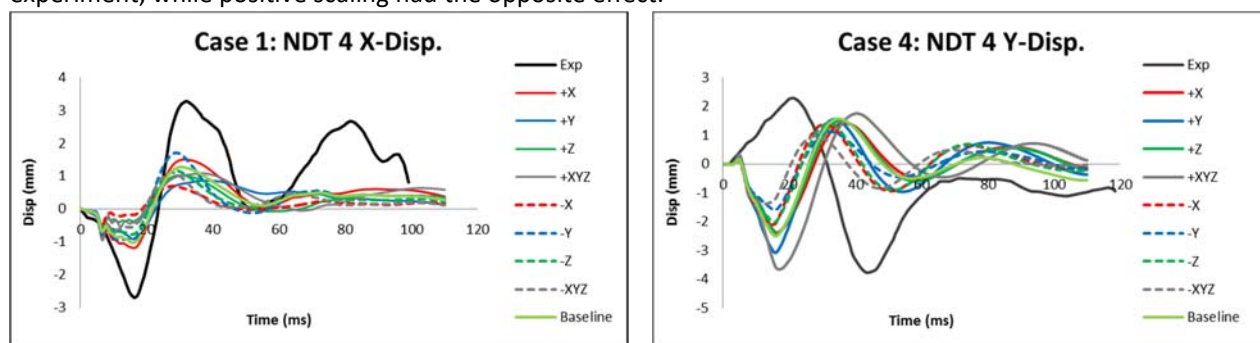 experiment, while positive scaling had the opposite effect.
Case 1: NDT 4 X-Disp.
4
3
2
1
0
-1
-2
-3
0
20
40
60
80
100
120
Disp (mm)
Time (ms)
Exp
+X
+Y
+Z
+XYZ
-X
-Y
-Z
-XYZ
Baseline
Case 4: NDT 4 Y-Disp.
3
2
1
0
-1
-2
-3
-4
-5
0
20
40
60
80
100
120
Disp (mm)
Time (ms)
Exp
+X
+Y
+Z
+XYZ
-X
-Y
-Z
-XYZ
Baseline